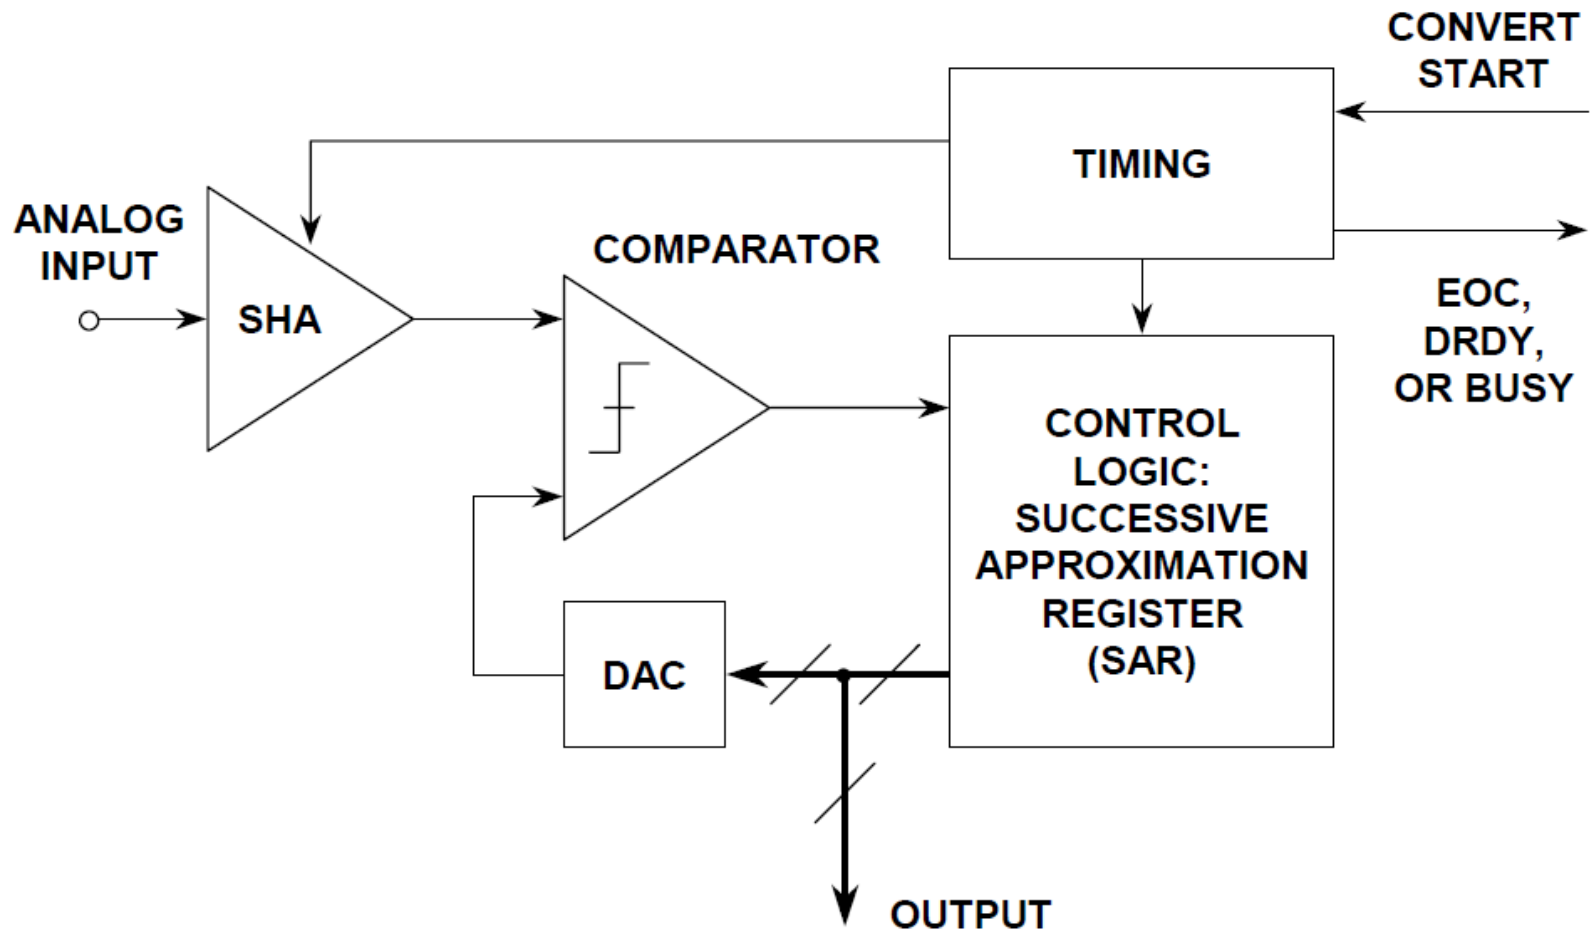 CONVERT
START
TIMING
ANALOG
INPUT
SHA
COMPARATOR
EOC,
DRDY,
OR BUSY
CONTROL
LOGIC:
SUCCESSIVE
APPROXIMATION
REGISTER
(SAR)
DAC
OUTPUT